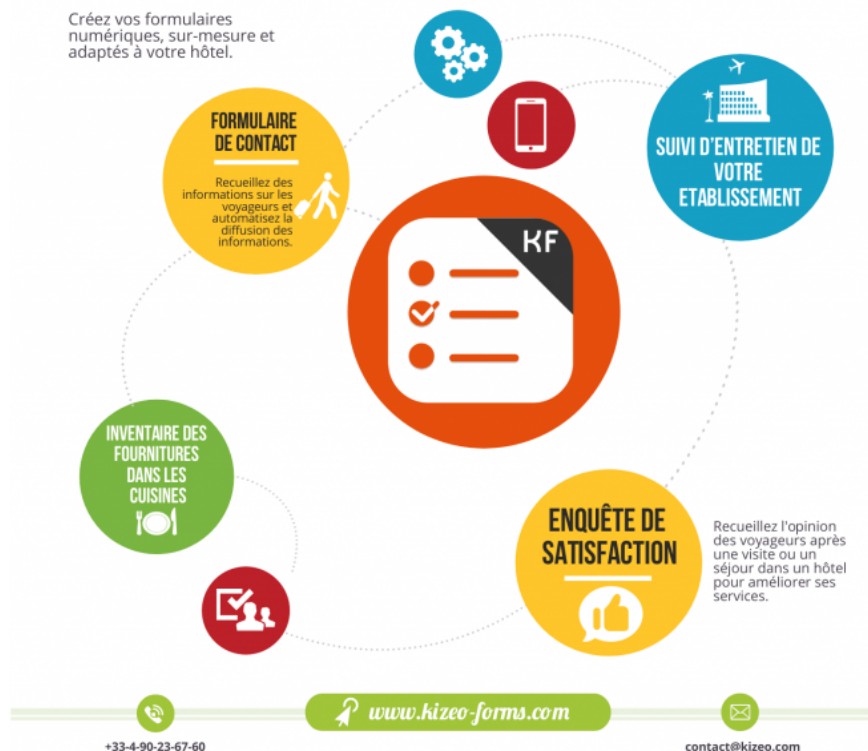 Créez vos formulaires
numériques, sur-mesure et
adaptés à votre hôtel.
FORMULAIRE
DE CONTACT
Recueillez des
informations sur les
voyageurs et
automatisez la
diffusion des
informations.
SUIVI D'ENTRETIEN DE
VOTRE
ETABLISSEMENT
KF
INVENTAIRE DES
FOURNITURES
DANS LES
CUISINES
ENQUÊTE DE
SATISFACTION
Recueillez l'opinion
des voyageurs après
une visite ou un
séjour dans un hôtel
pour améliorer ses
services.
www.kizeo-forms.com
+33-4-90-23-67-60
contact@kizeo.com